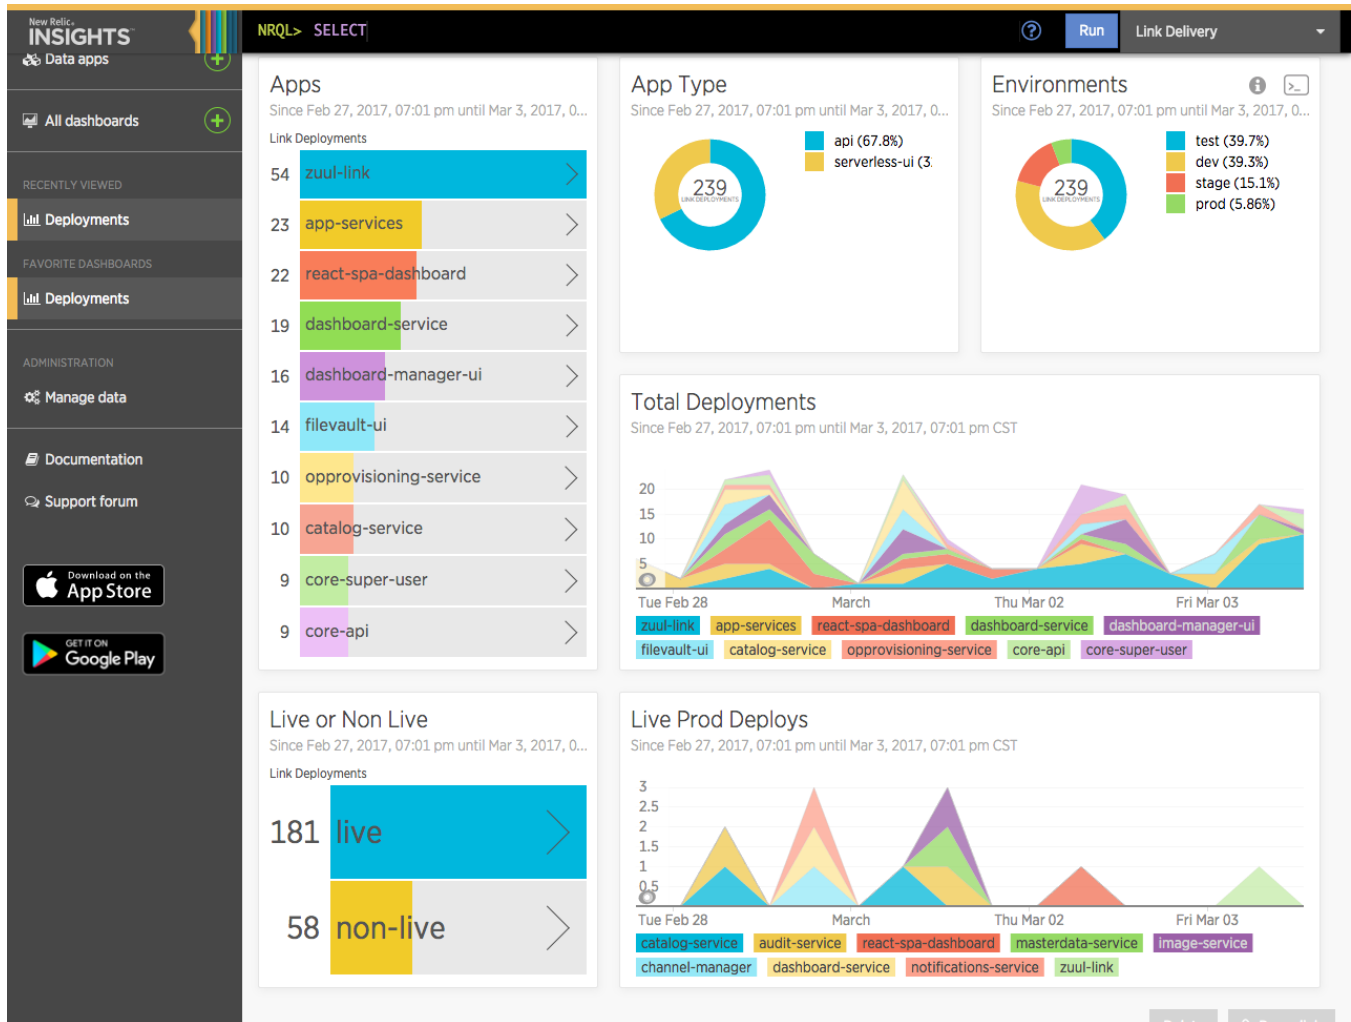 New Relic.
INSIGHTS
NRQL> SELECT
Run
Link Delivery
Data apps
All dashboards
RECENTLY VIEWED
Deployments
FAVORITE DASHBOARDS
Deployments
ADMINISTRATION
Manage data
Documentation
Support forum
Download on the
App Store
GET IT ON
Google Play
Apps
Since Feb 27, 2017, 07:01 pm until Mar 3, 2017, 0...
Link Deployments
54 zuul-link
23 app-services
22 react-spa-dashboard
19 dashboard-service
16 dashboard-manager-ui
14 filevault-ui
10 opprovisioning-service
10 catalog-service
9 core-super-user
9 core-api
App Type
Since Feb 27, 2017, 07:01 pm until Mar 3, 2017, 0...
239
LINK DEPLOYMENTS
api (67.8%)
serverless-ui (3
Environments
Since Feb 27, 2017, 07:01 pm until Mar 3, 2017, 0...
239
LINK DEPLOYMENTS
test (39.7%)
dev (39.3%)
stage (15.1%)
prod (5.86%)
Total Deployments
Since Feb 27, 2017, 07:01 pm until Mar 3, 2017, 07:01 pm CST
20
15
10
5
Tue Feb 28 March Thu Mar 02 Fri Mar 03
zuul-link app-services react-spa-dashboard dashboard-service dashboard-manager-ui
filevault-ui catalog-service opprovisioning-service core-api core-super-user
Live or Non Live
Since Feb 27, 2017, 07:01 pm until Mar 3, 2017, 0...
Link Deployments
181 live
58 non-live
Live Prod Deploys
Since Feb 27, 2017, 07:01 pm until Mar 3, 2017, 07:01 pm CST
3
2.5
2
1.5
1
0.5
Tue Feb 28 March Thu Mar 02 Fri Mar 03
catalog-service audit-service react-spa-dashboard masterdata-service image-service
channel-manager dashboard-service notifications-service zuul-link